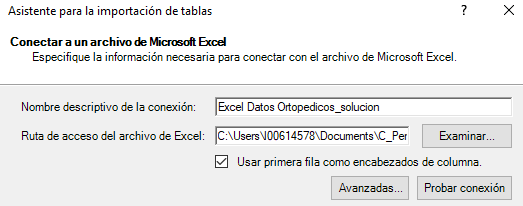 Asistente para la importación de tablas
Conectar a un archivo de Microsoft Excel
Especifique la información necesaria para conectar con el archivo de Microsoft Excel.
Nombre descriptivo de la conexión: Excel Datos Ortopedicos_solucion
Ruta de acceso del archivo de Excel: C:\Users\I00614578\Documents\C_Per Examinar...
Usar primera fila como encabezados de columna.
Avanzadas... Probar conexión